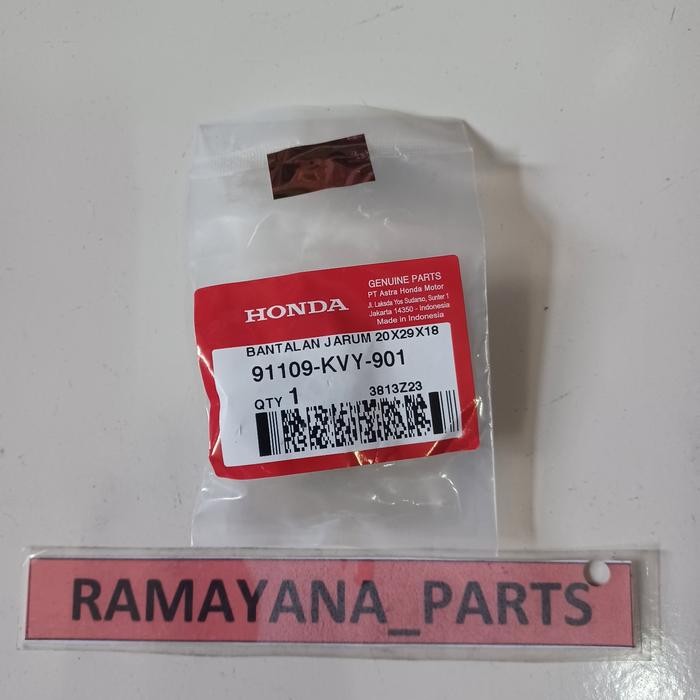 HONDA
GENUINE PARTS
PT Astra Honda Motor
Jl. Laksda Yos Sudarso, Sunter 1
Jakarta 14350 - Indonesia
Made in Indonesia
BANTALAN JARUM 20X29X18
91109-KVY-901
QTY 1
3813Z23
RAMAYANA_PARTS